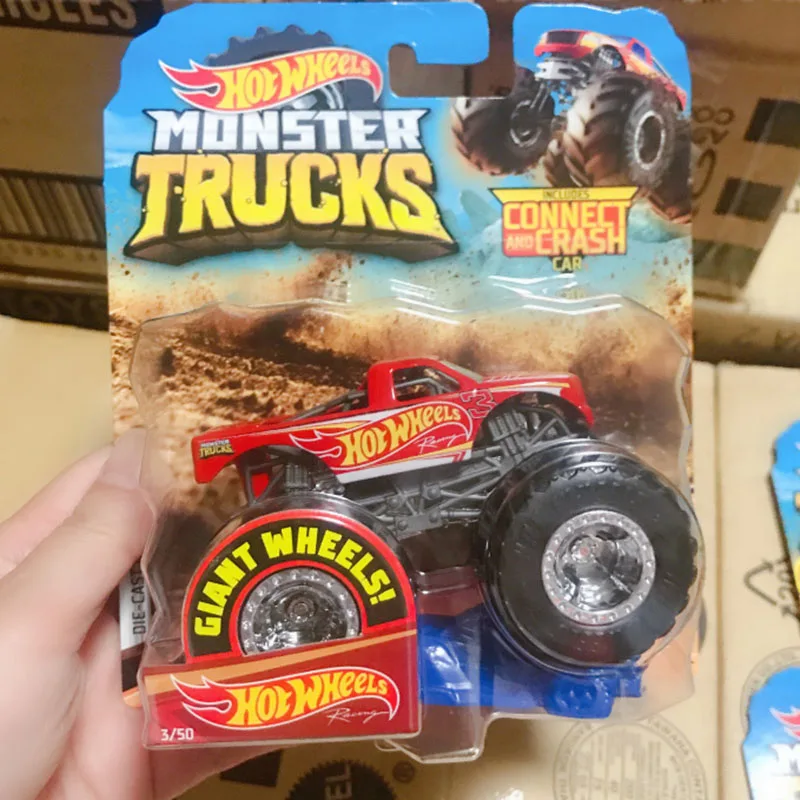 HOT WHEELS
MONSTER
TRUCKS
INCLUDES
CONNECT
AND CRASH
CAR
HOT WHEELS
Racing
3
MONSTER
TRUCKS
GIANT WHEELS!
DIE-CAST
HOT WHEELS
Racing
3/50